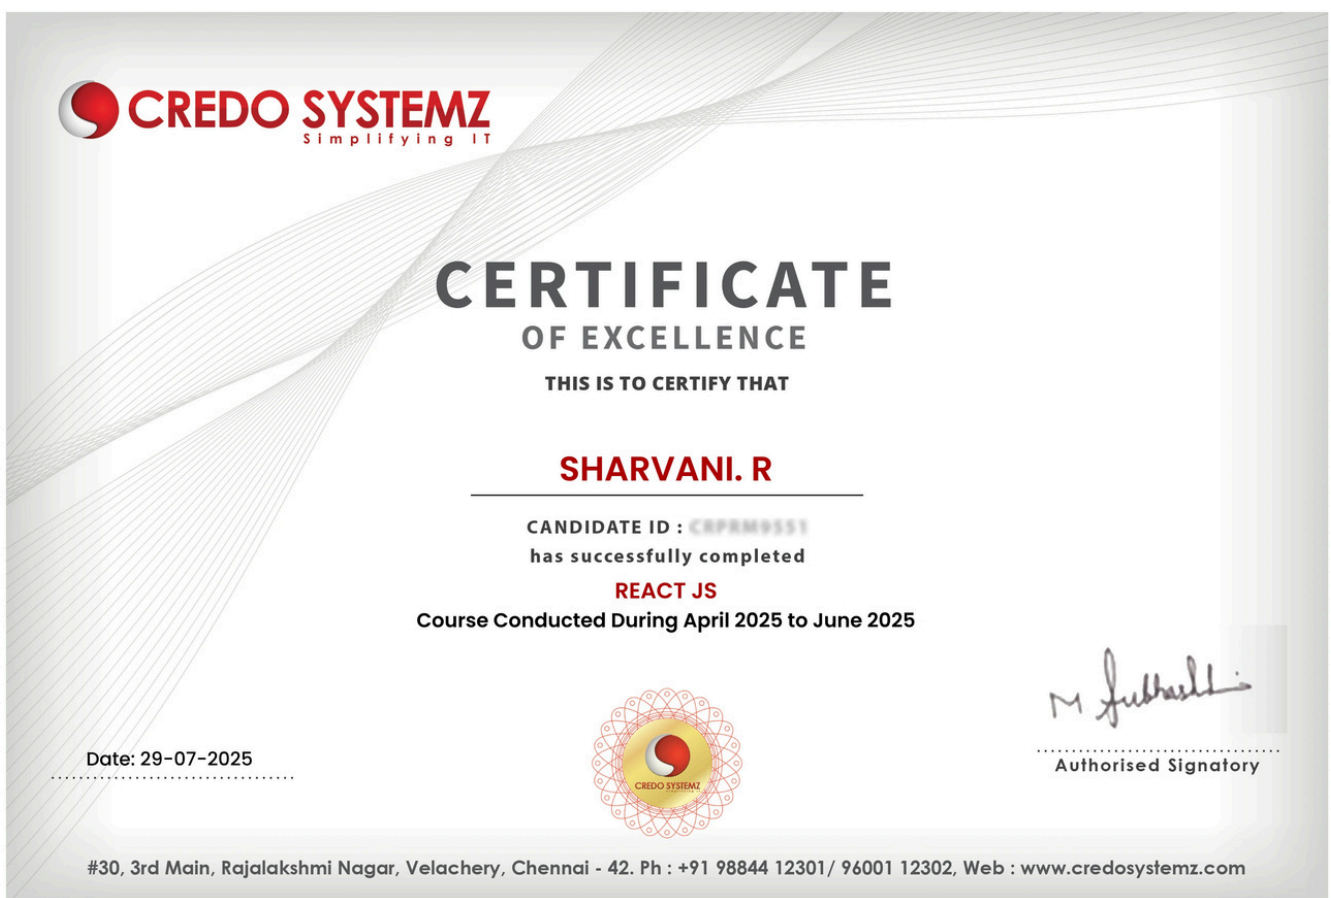 CREDO SYSTEMZ
Simplifying IT
CERTIFICATE
OF EXCELLENCE
THIS IS TO CERTIFY THAT
SHARVANI. R
CANDIDATE ID :
has successfully completed
REACT JS
Course Conducted During April 2025 to June 2025
Date: 29-07-2025
CREDO SYSTEMZ
Authorised Signatory
#30, 3rd Main, Rajalakshmi Nagar, Velachery, Chennai - 42. Ph : +91 98844 12301/ 96001 12302, Web : www.credosystemz.com